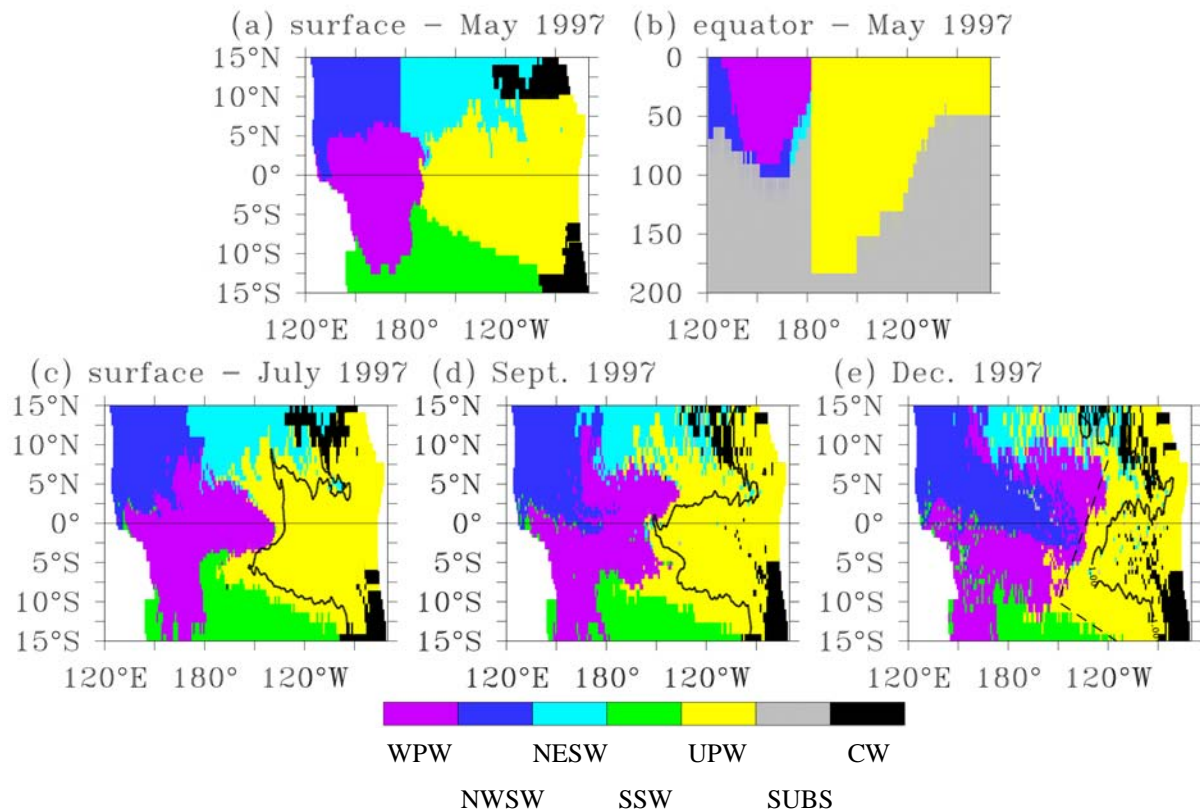 (a) surface – May 1997
(b) equator – May 1997
15°N
10°N
5°N
0°
5°S
10°S
15°S
0
50
100
150
200
120°E 180° 120°W
120°E 180° 120°W
(c) surface – July 1997
(d) Sept. 1997
(e) Dec. 1997
15°N
10°N
5°N
0°
5°S
10°S
15°S
15°N
10°N
5°N
0°
5°S
10°S
15°S
15°N
10°N
5°N
0°
5°S
10°S
15°S
120°E 180° 120°W
120°E 180° 120°W
120°E 180° 120°W
WPW NESW UPW CW
NWSW SSW SUBS